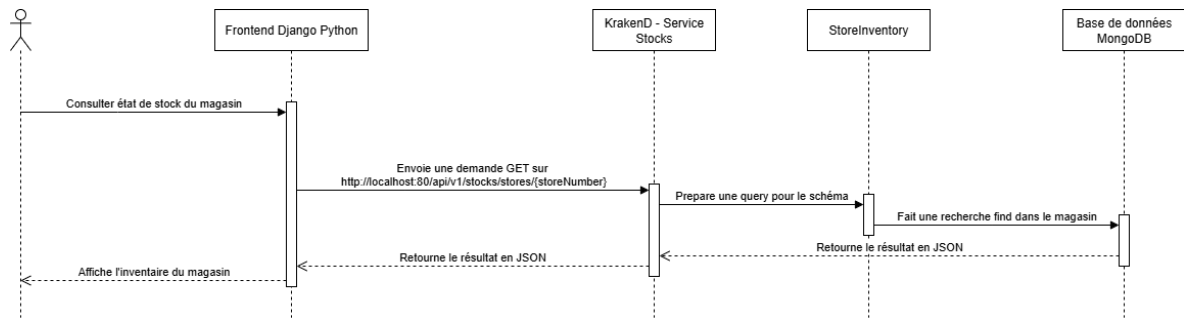 Frontend Django Python
KrakenD - Service
Stocks
StoreInventory
Base de données
MongoDB
Consulter état de stock du magasin
Envoie une demande GET sur
http://localhost:80/api/v1/stocks/stores/{storeNumber}
Prepare une query pour le schéma
Fait une recherche find dans le magasin
Retourne le résultat en JSON
Retourne le résultat en JSON
Affiche l'inventaire du magasin